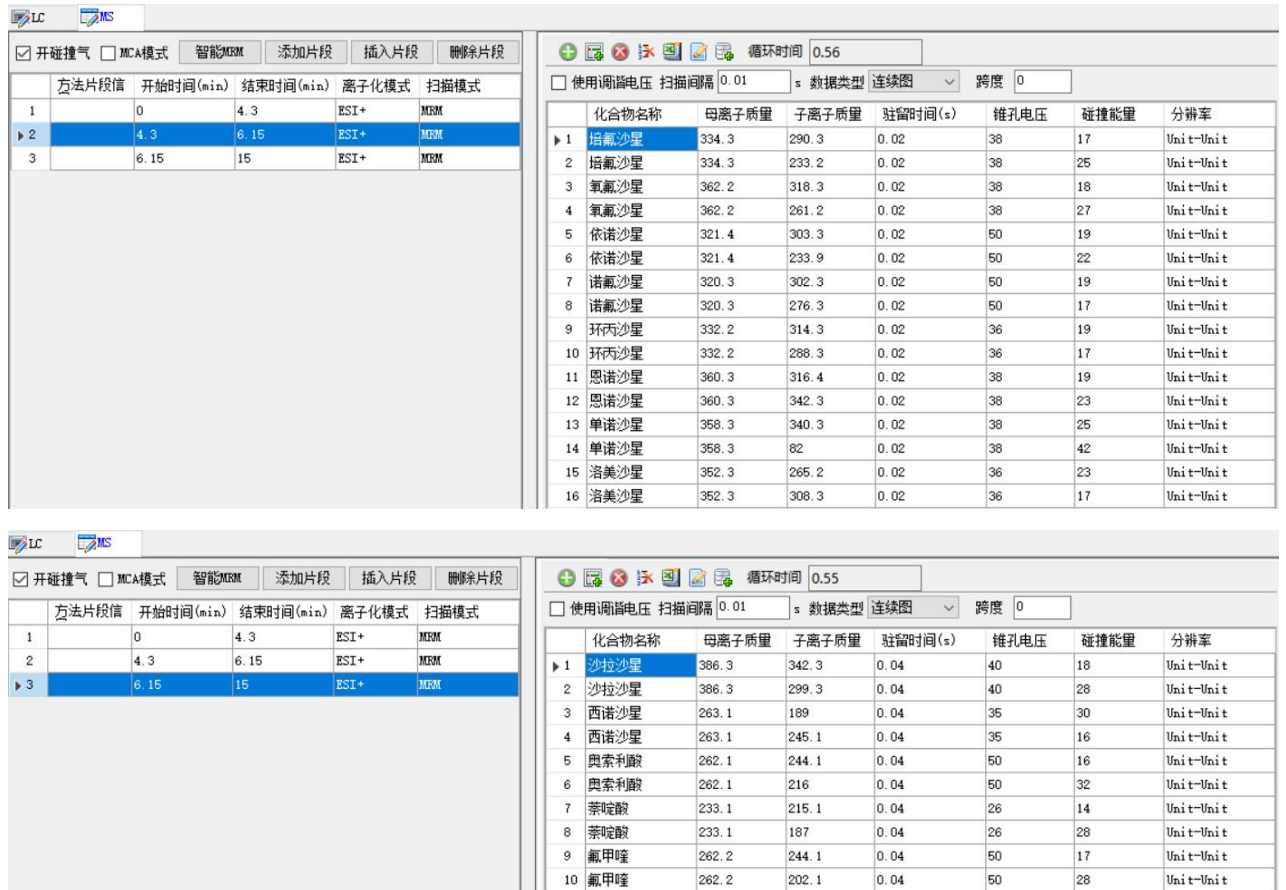 LC MS
开碰撞气 MCA模式 智能MRM 添加片段 插入片段 删除片段
方法片段信 开始时间(min) 结束时间(min) 离子化模式 扫描模式
1 0 4.3 ESI+ MRM
2 4.3 6.15 ESI+ MRM
3 6.15 15 ESI+ MRM
循环时间 0.56
使用调谐电压 扫描间隔 0.01 s 数据类型 连续图 跨度 0
化合物名称 母离子质量 子离子质量 驻留时间(s) 锥孔电压 碰撞能量 分辨率
1 培氟沙星 334.3 290.3 0.02 38 17 Unit-Unit
2 培氟沙星 334.3 233.2 0.02 38 25 Unit-Unit
3 氧氟沙星 362.2 318.3 0.02 38 18 Unit-Unit
4 氧氟沙星 362.2 261.2 0.02 38 27 Unit-Unit
5 依诺沙星 321.4 303.3 0.02 50 19 Unit-Unit
6 依诺沙星 321.4 233.9 0.02 50 22 Unit-Unit
7 诺氟沙星 320.3 302.3 0.02 50 19 Unit-Unit
8 诺氟沙星 320.3 276.3 0.02 50 17 Unit-Unit
9 环丙沙星 332.2 314.3 0.02 36 19 Unit-Unit
10 环丙沙星 332.2 288.3 0.02 36 17 Unit-Unit
11 恩诺沙星 360.3 316.4 0.02 38 19 Unit-Unit
12 恩诺沙星 360.3 342.3 0.02 38 23 Unit-Unit
13 单诺沙星 358.3 340.3 0.02 38 25 Unit-Unit
14 单诺沙星 358.3 82 0.02 38 42 Unit-Unit
15 洛美沙星 352.3 265.2 0.02 36 23 Unit-Unit
16 洛美沙星 352.3 308.3 0.02 36 17 Unit-Unit
LC MS
开碰撞气 MCA模式 智能MRM 添加片段 插入片段 删除片段
方法片段信 开始时间(min) 结束时间(min) 离子化模式 扫描模式
1 0 4.3 ESI+ MRM
2 4.3 6.15 ESI+ MRM
3 6.15 15 ESI+ MRM
循环时间 0.55
使用调谐电压 扫描间隔 0.01 s 数据类型 连续图 跨度 0
化合物名称 母离子质量 子离子质量 驻留时间(s) 锥孔电压 碰撞能量 分辨率
1 沙拉沙星 386.3 342.3 0.04 40 18 Unit-Unit
2 沙拉沙星 386.3 299.3 0.04 40 28 Unit-Unit
3 西诺沙星 263.1 189 0.04 35 30 Unit-Unit
4 西诺沙星 263.1 245.1 0.04 35 16 Unit-Unit
5 奥索利酸 262.1 244.1 0.04 50 16 Unit-Unit
6 奥索利酸 262.1 216 0.04 50 32 Unit-Unit
7 萘啶酸 233.1 215.1 0.04 26 14 Unit-Unit
8 萘啶酸 233.1 187 0.04 26 28 Unit-Unit
9 氟甲喹 262.2 244.1 0.04 50 17 Unit-Unit
10 氟甲喹 262.2 202.1 0.04 50 28 Unit-Unit